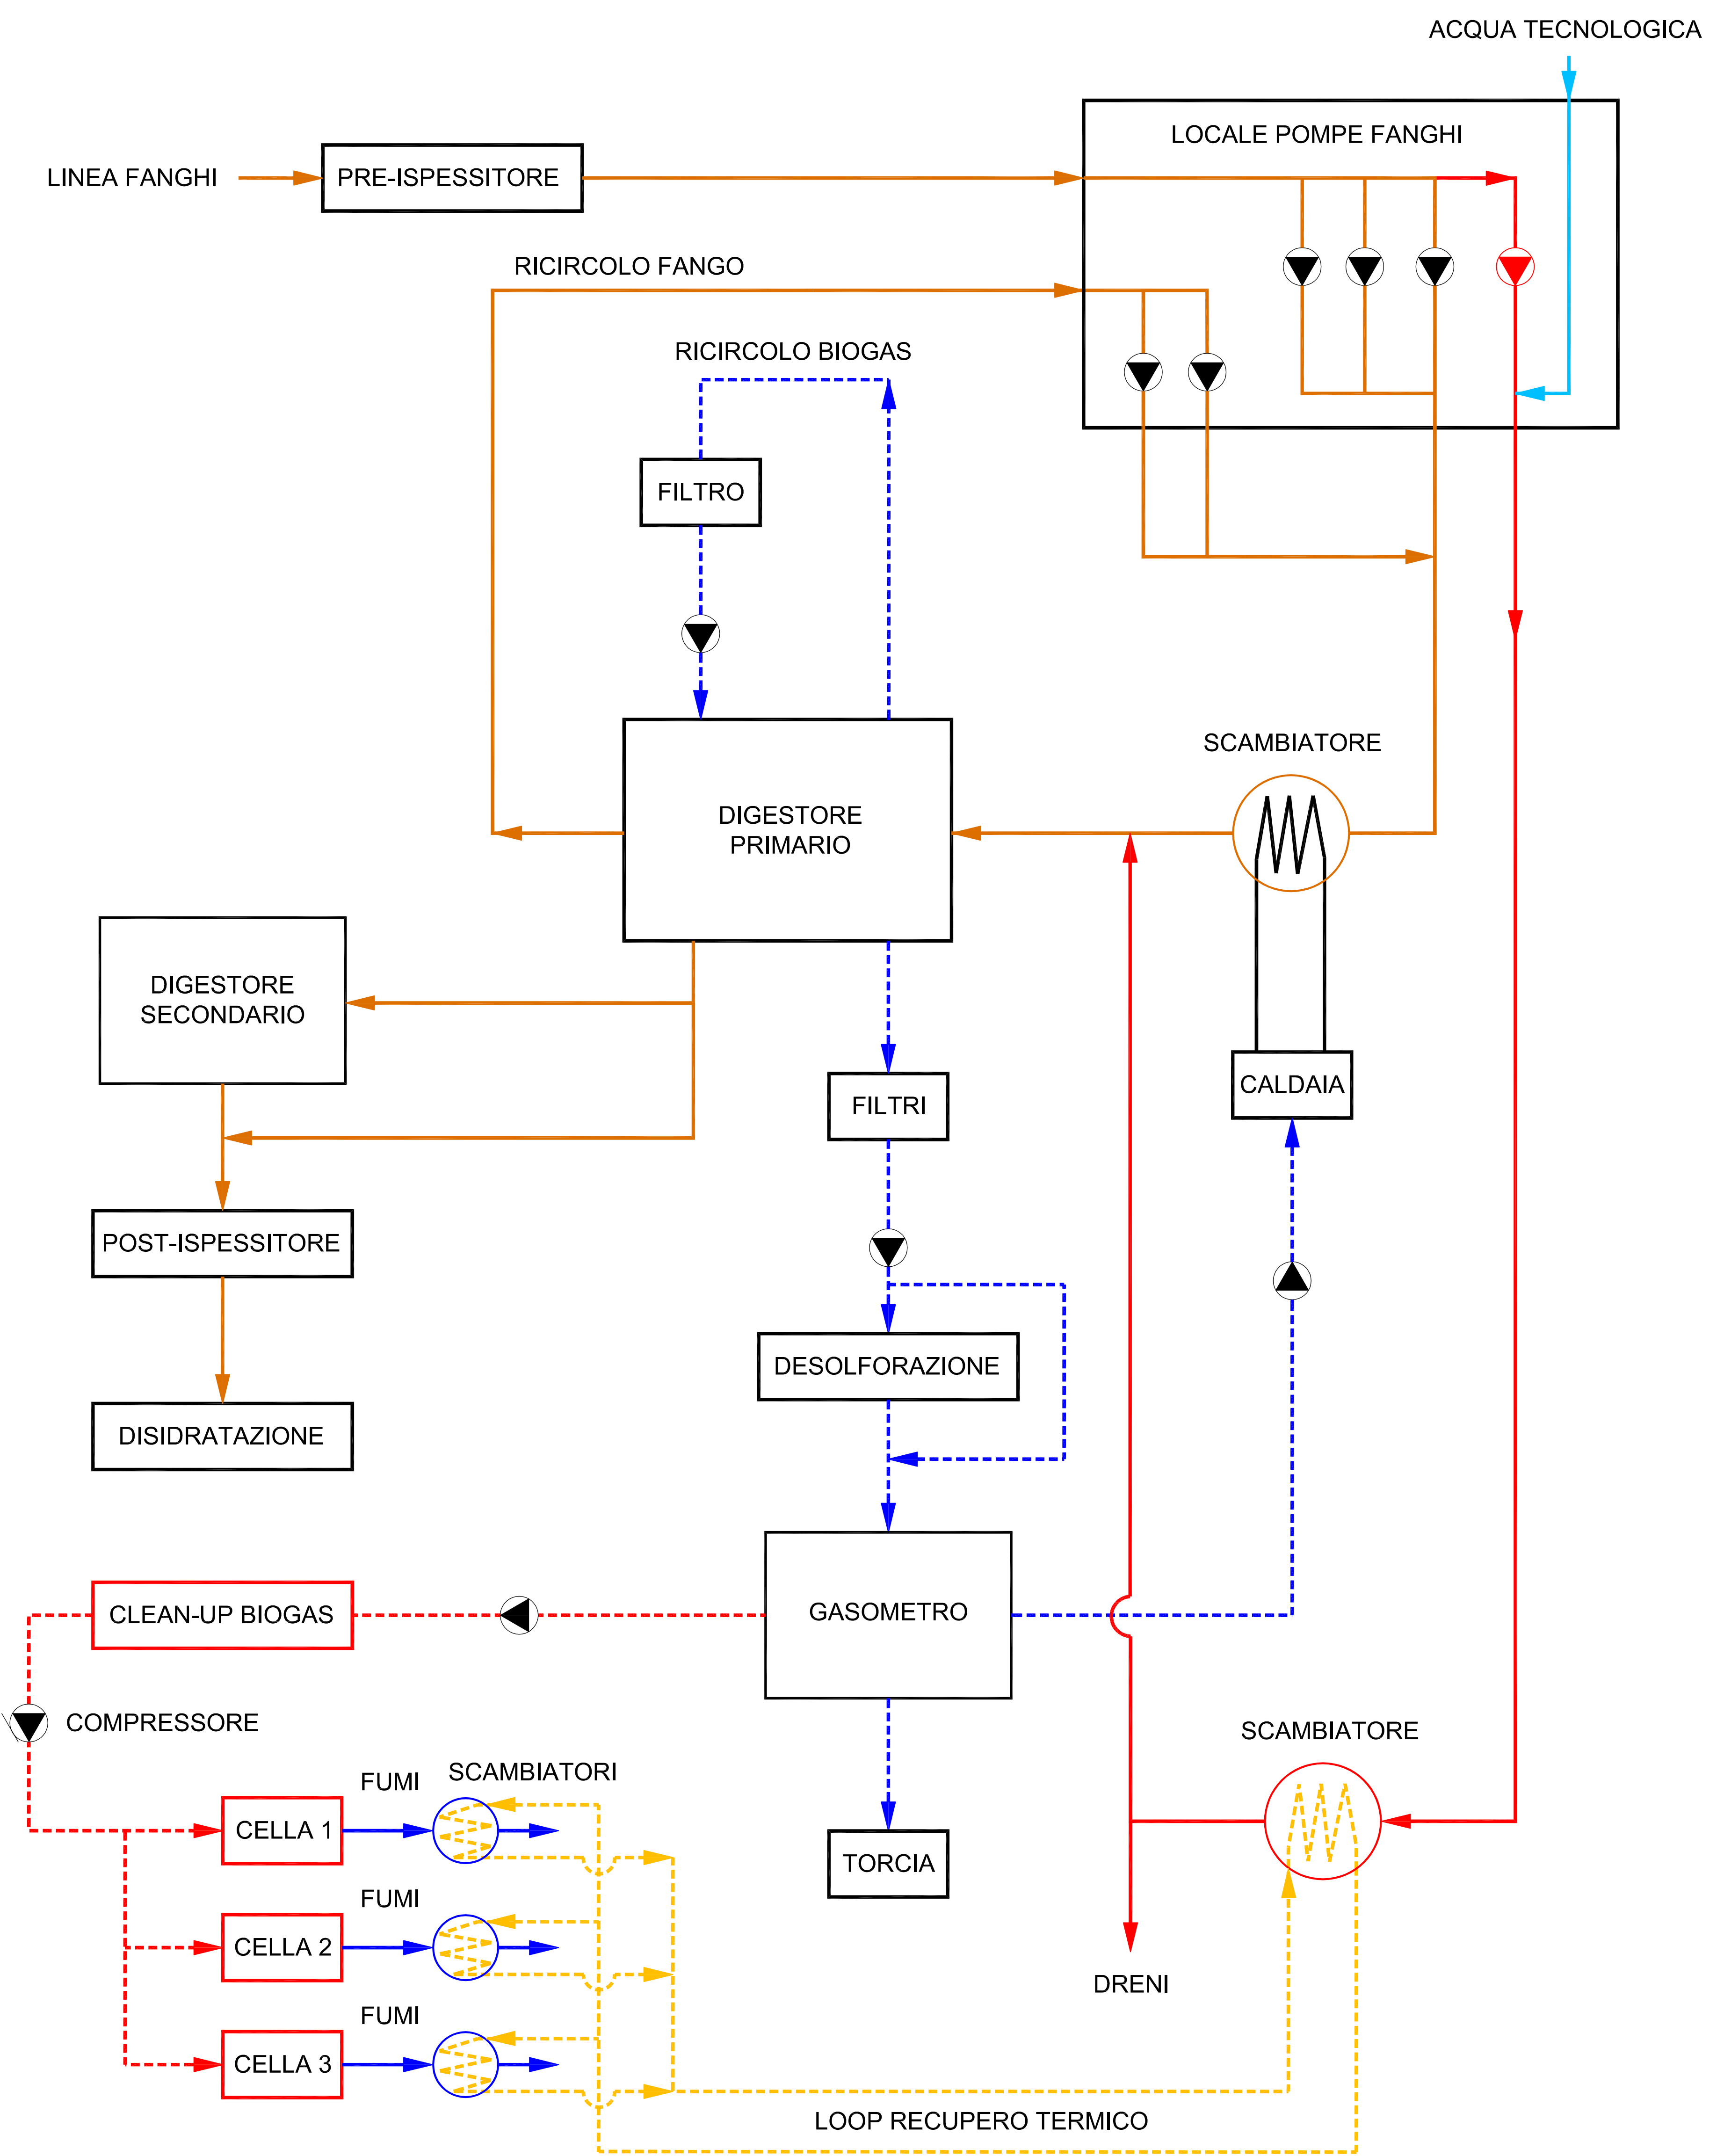 ACQUA TECNOLOGICA
LOCALE POMPE FANGHI
LINEA FANGHI
PRE-ISPESSITORE
RICIRCOLO FANGO
RICIRCOLO BIOGAS
FILTRO
SCAMBIATORE
DIGESTORE
PRIMARIO
DIGESTORE
SECONDARIO
CALDAIA
FILTRI
POST-ISPESSITORE
DESOLFORAZIONE
DISIDRATAZIONE
CLEAN-UP BIOGAS
GASOMETRO
COMPRESSORE
SCAMBIATORE
FUMI
SCAMBIATORI
CELLA 1
TORCIA
FUMI
CELLA 2
DRENI
FUMI
CELLA 3
LOOP RECUPERO TERMICO